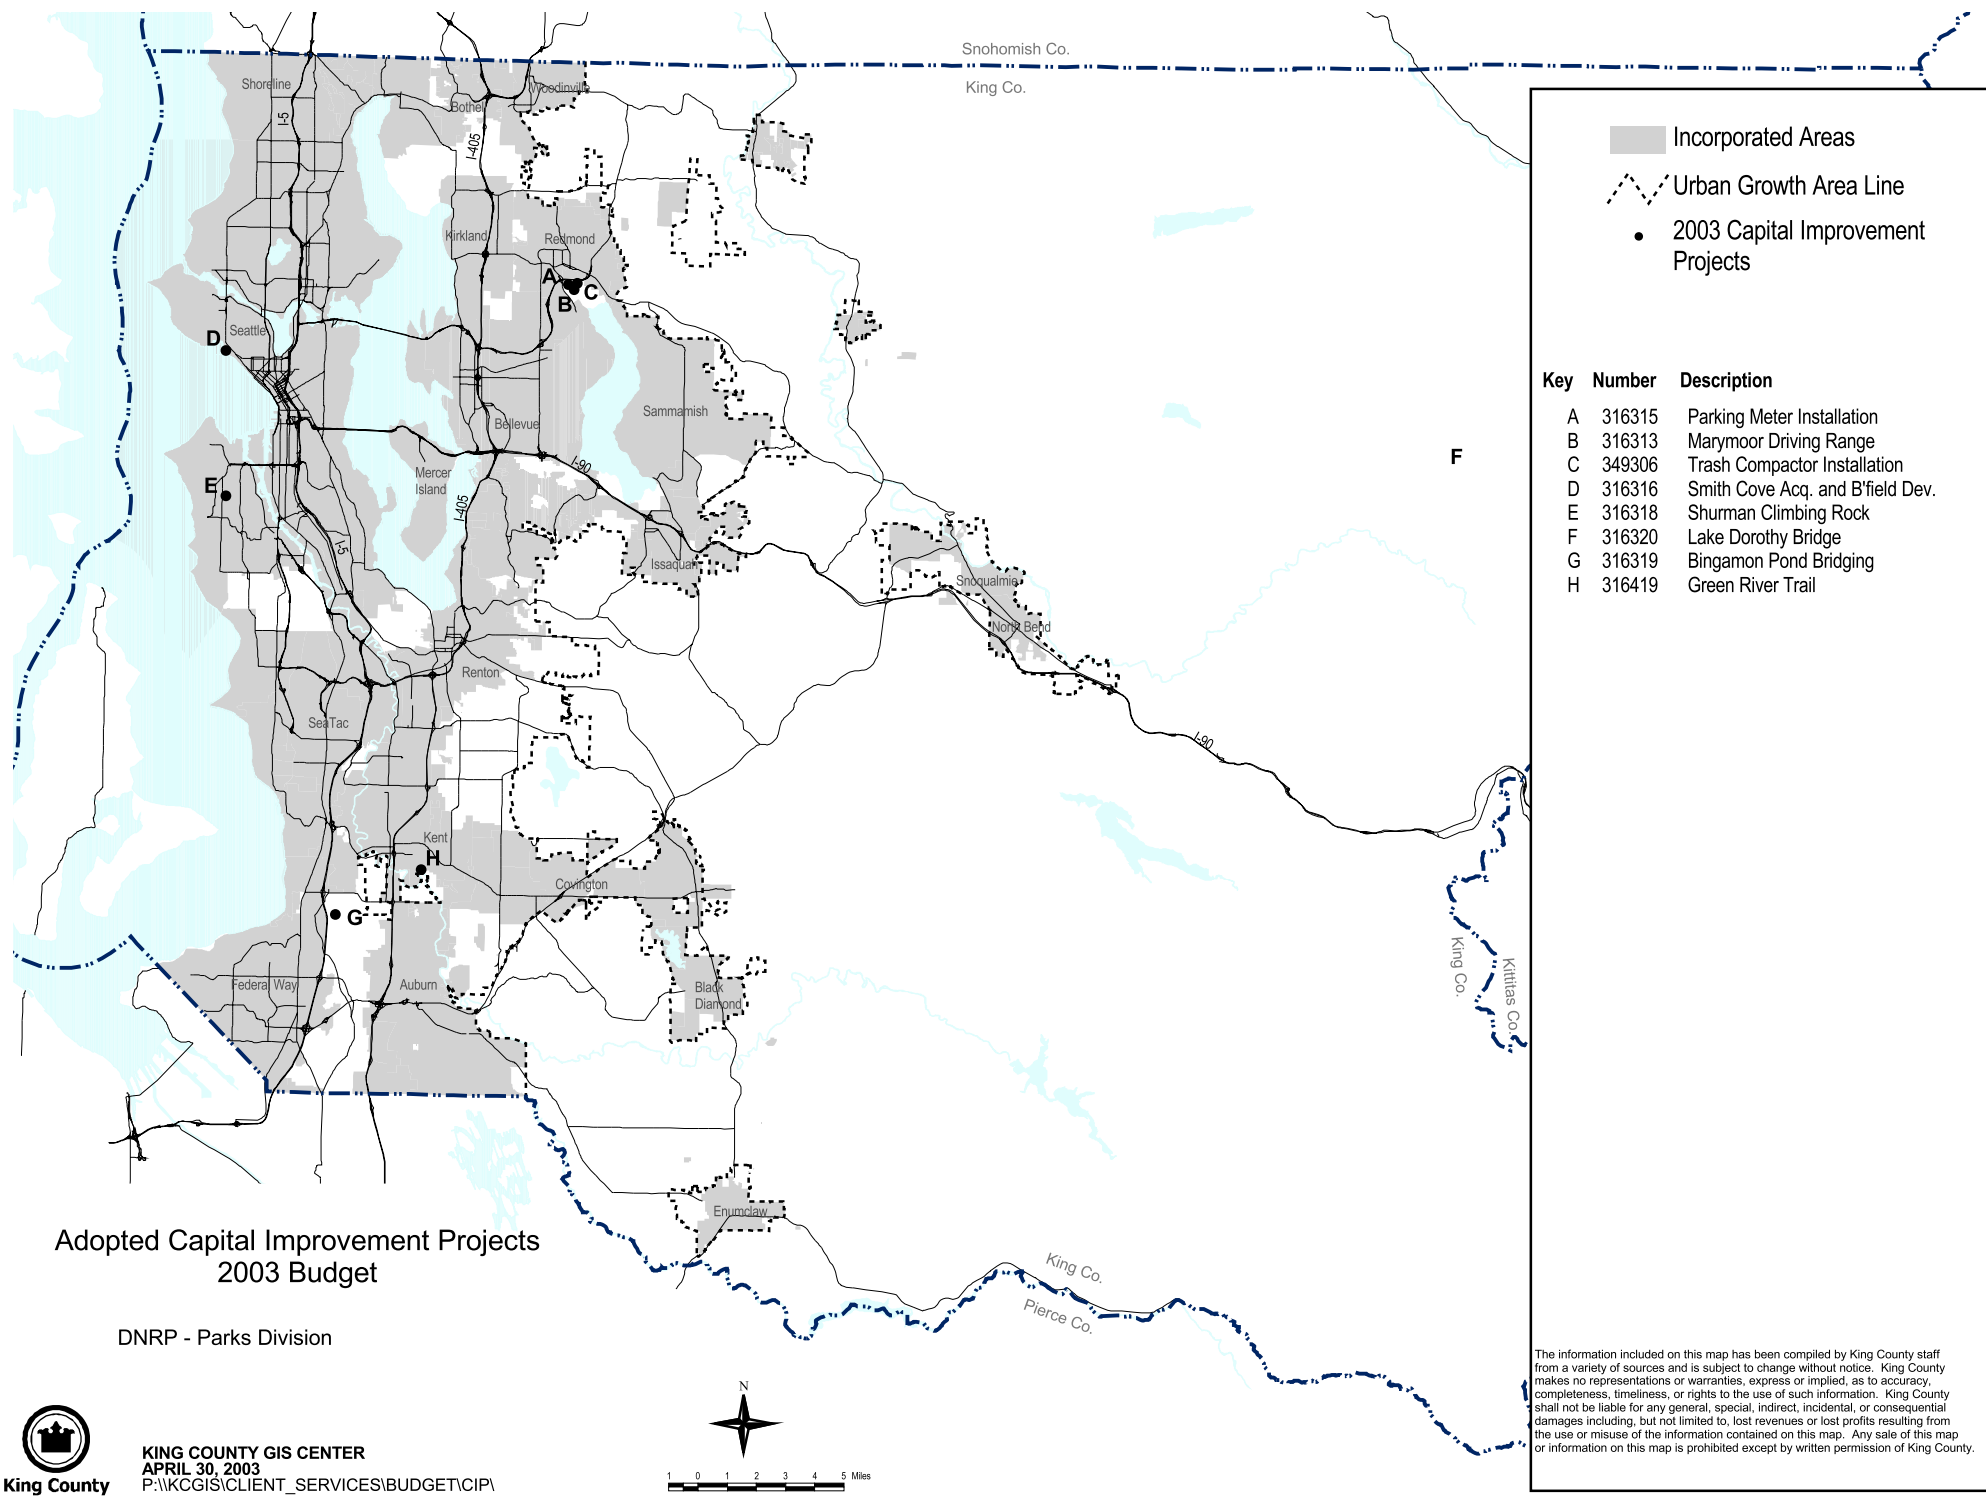 Snohomish Co.
King Co.
Shoreline
Bothell
Woodinville
I-5
I-405
Kirkland
Redmond
A
B
C
D
Seattle
Sammamish
Bellevue
Mercer
Island
I-90
I-405
E
F
I-5
Issaquah
Snoqualmie
North Bend
Renton
SeaTac
I-90
Kent
H
Covington
G
Federal Way
Auburn
Black
Diamond
King Co.
Kittitas Co.
Enumclaw
King Co.
Pierce Co.
Incorporated Areas
Urban Growth Area Line
2003 Capital Improvement
Projects
Key Number Description
A 316315 Parking Meter Installation
B 316313 Marymoor Driving Range
C 349306 Trash Compactor Installation
D 316316 Smith Cove Acq. and B'field Dev.
E 316318 Shurman Climbing Rock
F 316320 Lake Dorothy Bridge
G 316319 Bingamon Pond Bridging
H 316419 Green River Trail
Adopted Capital Improvement Projects
2003 Budget
DNRP - Parks Division
King County
KING COUNTY GIS CENTER
APRIL 30, 2003
P:\\KCGIS\CLIENT_SERVICES\BUDGET\CIP\
N
1 0 1 2 3 4 5 Miles
The information included on this map has been compiled by King County staff
from a variety of sources and is subject to change without notice. King County
makes no representations or warranties, express or implied, as to accuracy,
completeness, timeliness, or rights to the use of such information. King County
shall not be liable for any general, special, indirect, incidental, or consequential
damages including, but not limited to, lost revenues or lost profits resulting from
the use or misuse of the information contained on this map. Any sale of this map
or information on this map is prohibited except by written permission of King County.